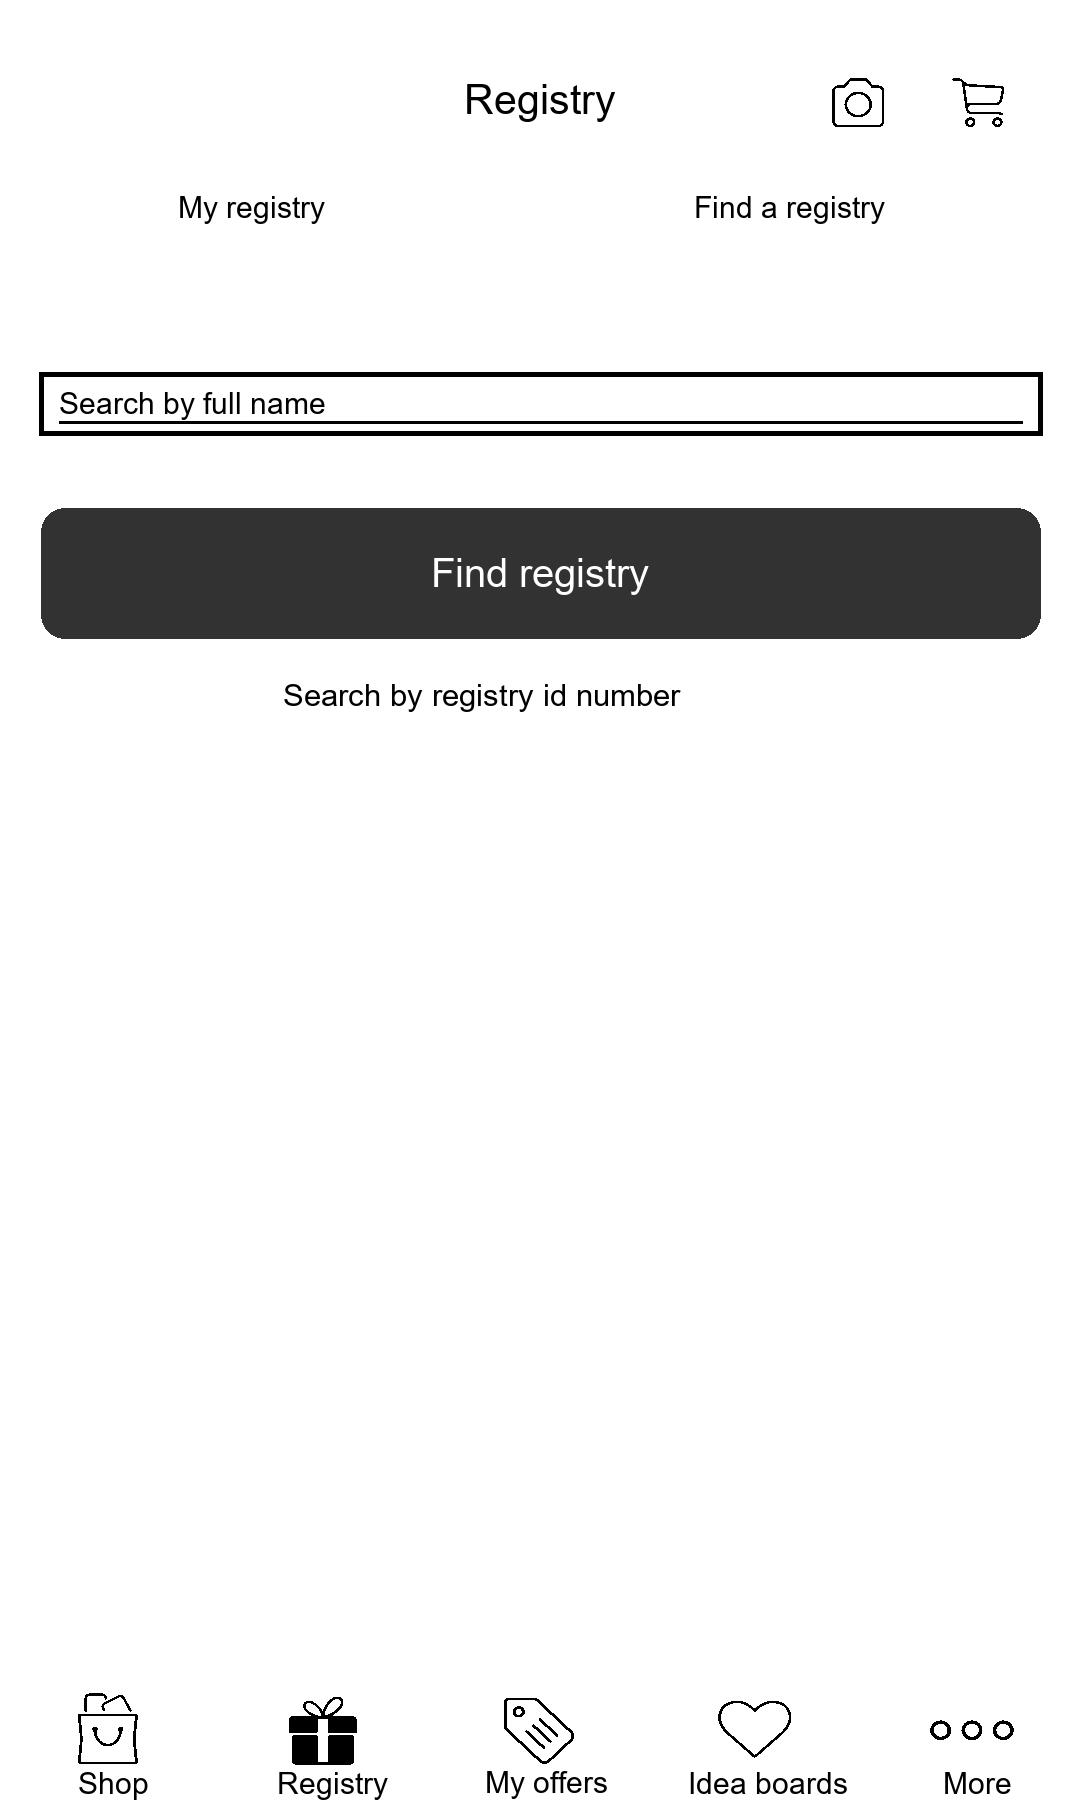 Registry
My registry
Find a registry
Search by full name
Find registry
Search by registry id number
Shop
Registry
My offers
Idea boards
More